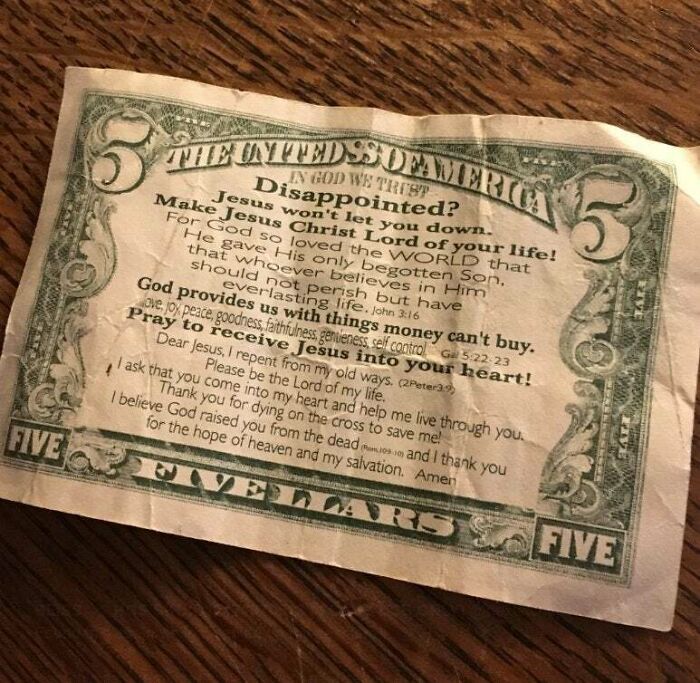 5 5
THE UNITED $$ OF AMERICA
IN GOD WE TRUST
Disappointed?
Jesus won't let you down.
Make Jesus Christ Lord of your life!
For God so loved the WORLD that
He gave His only begotten Son,
that whoever believes in Him
should not perish but have
everlasting life. John 3:16
God provides us with things money can't buy.
love, joy, peace, goodness, faithfulness, gentleness, self control Gal 5:22-23
Pray to receive Jesus into your heart!
Dear Jesus, I repent from my old ways. (2Peter3:9)
Please be the Lord of my life.
I ask that you come into my heart and help me live through you.
Thank you for dying on the cross to save me!
I believe God raised you from the dead (Rom.10:9-10) and I thank you
for the hope of heaven and my salvation. Amen
FIVE FIVE LLARS FIVE